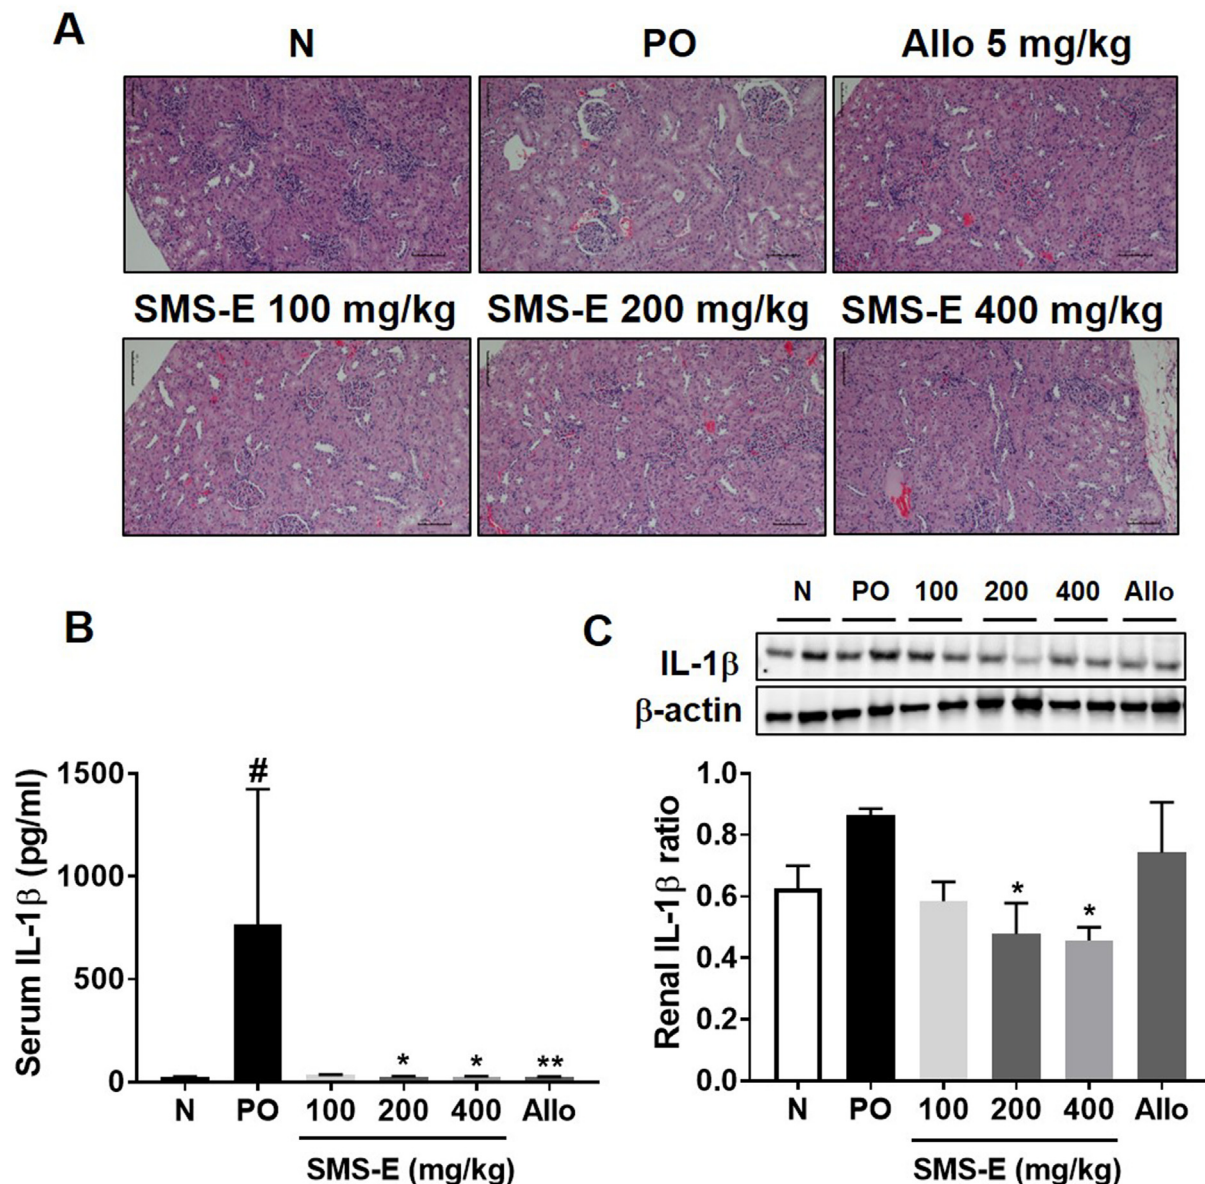 A
N PO Allo 5 mg/kg
SMS-E 100 mg/kg SMS-E 200 mg/kg SMS-E 400 mg/kg
B
Serum IL-1β (pg/ml)
1500
1000
500
0
#
* * **
N PO 100 200 400 Allo
SMS-E (mg/kg)
C
N PO 100 200 400 Allo
IL-1β
β-actin
Renal IL-1β ratio
1.0
0.8
0.6
0.4
0.2
0.0
* *
N PO 100 200 400 Allo
SMS-E (mg/kg)